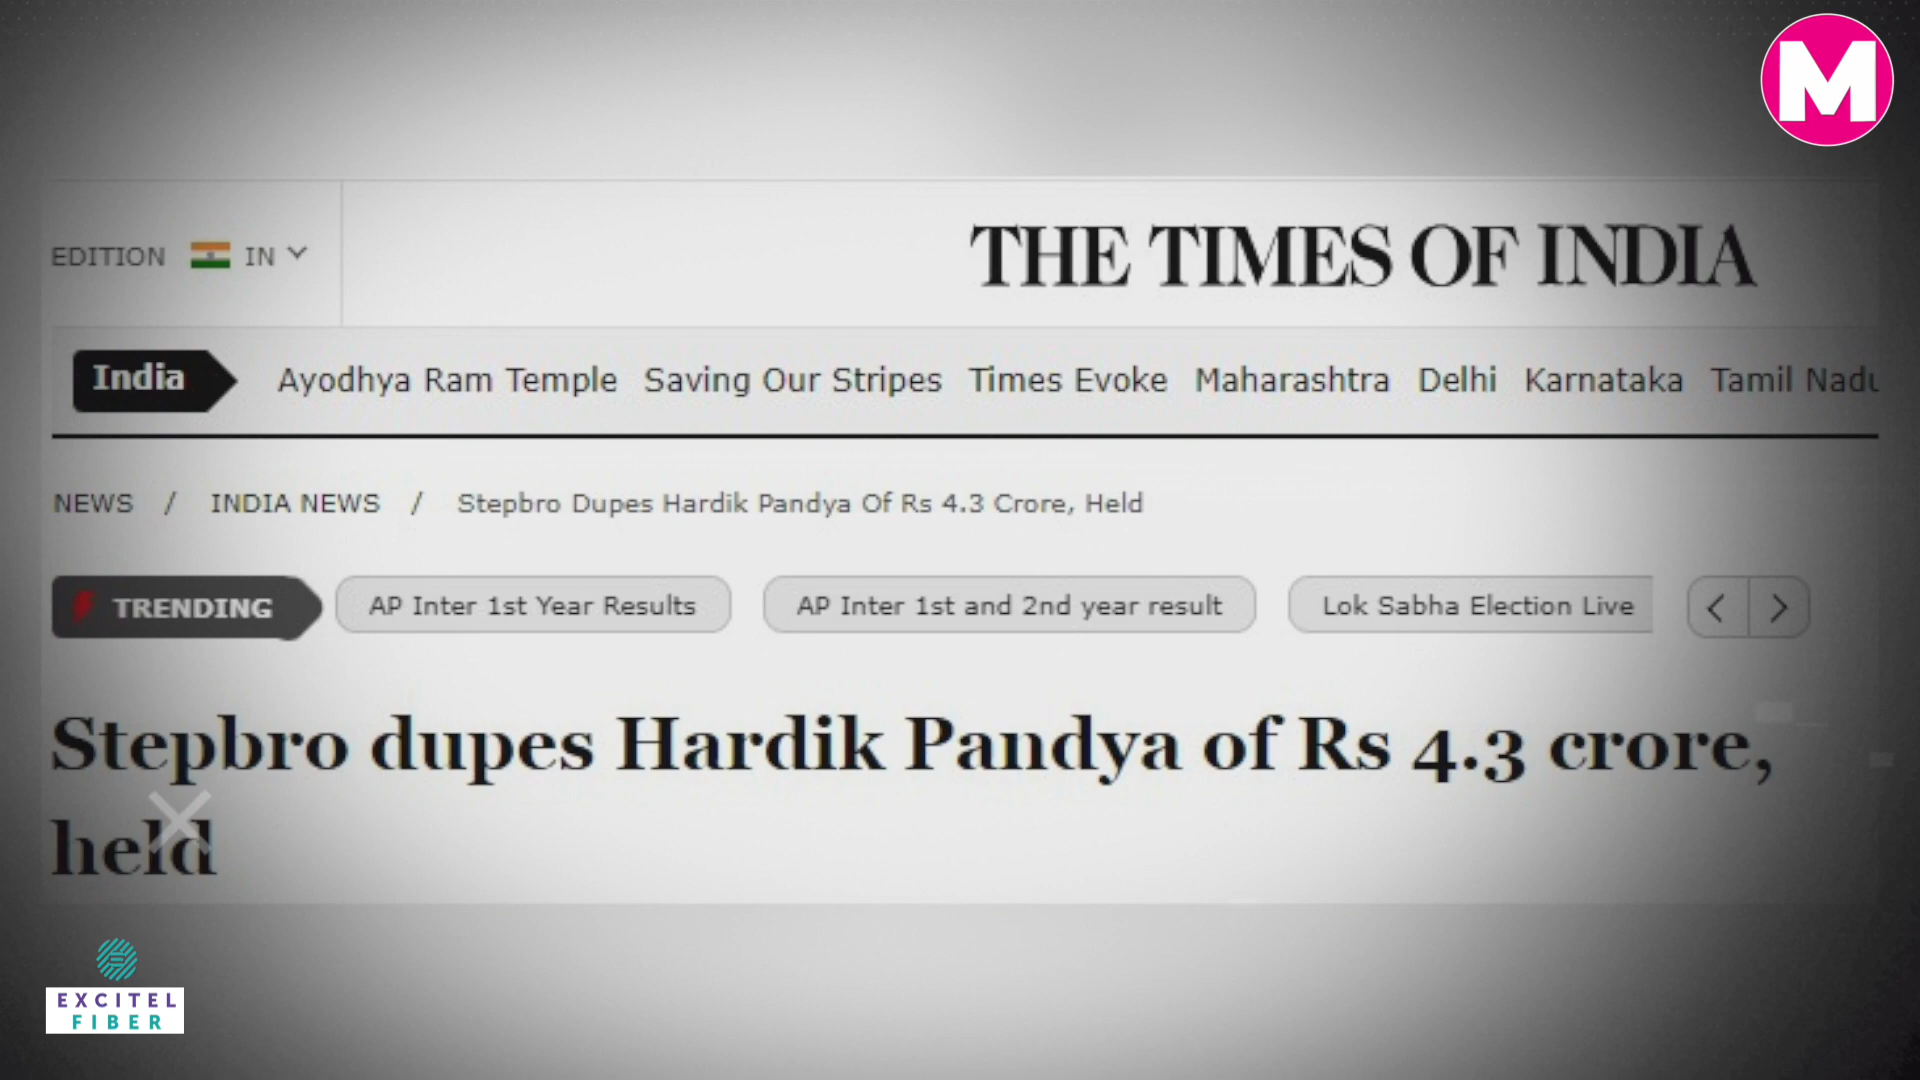 M
EDITION IN
THE TIMES OF INDIA
India Ayodhya Ram Temple Saving Our Stripes Times Evoke Maharashtra Delhi Karnataka Tamil Nadu
NEWS / INDIA NEWS / Stepbro Dupes Hardik Pandya Of Rs 4.3 Crore, Held
TRENDING AP Inter 1st Year Results AP Inter 1st and 2nd year result Lok Sabha Election Live
Stepbro dupes Hardik Pandya of Rs 4.3 crore,
held
EXCITEL
FIBER